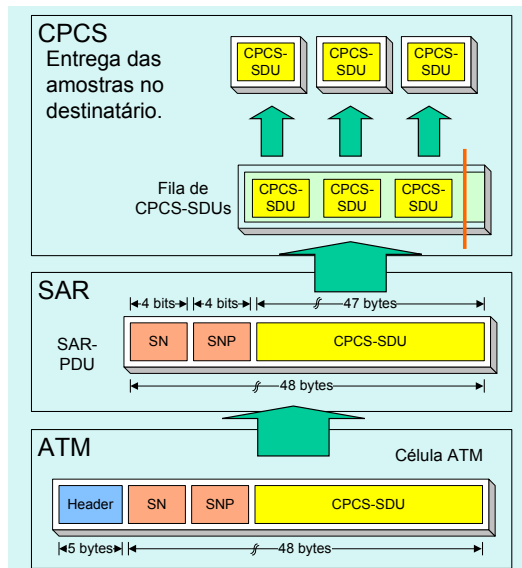 CPCS
Entrega das
amostras no
destinatário.
CPCS-
SDU
CPCS-
SDU
CPCS-
SDU
Fila de
CPCS-SDUs
CPCS-
SDU
CPCS-
SDU
CPCS-
SDU
SAR
4 bits
4 bits
47 bytes
SAR-
PDU
SN
SNP
CPCS-SDU
48 bytes
ATM
Célula ATM
Header
SN
SNP
CPCS-SDU
5 bytes
48 bytes